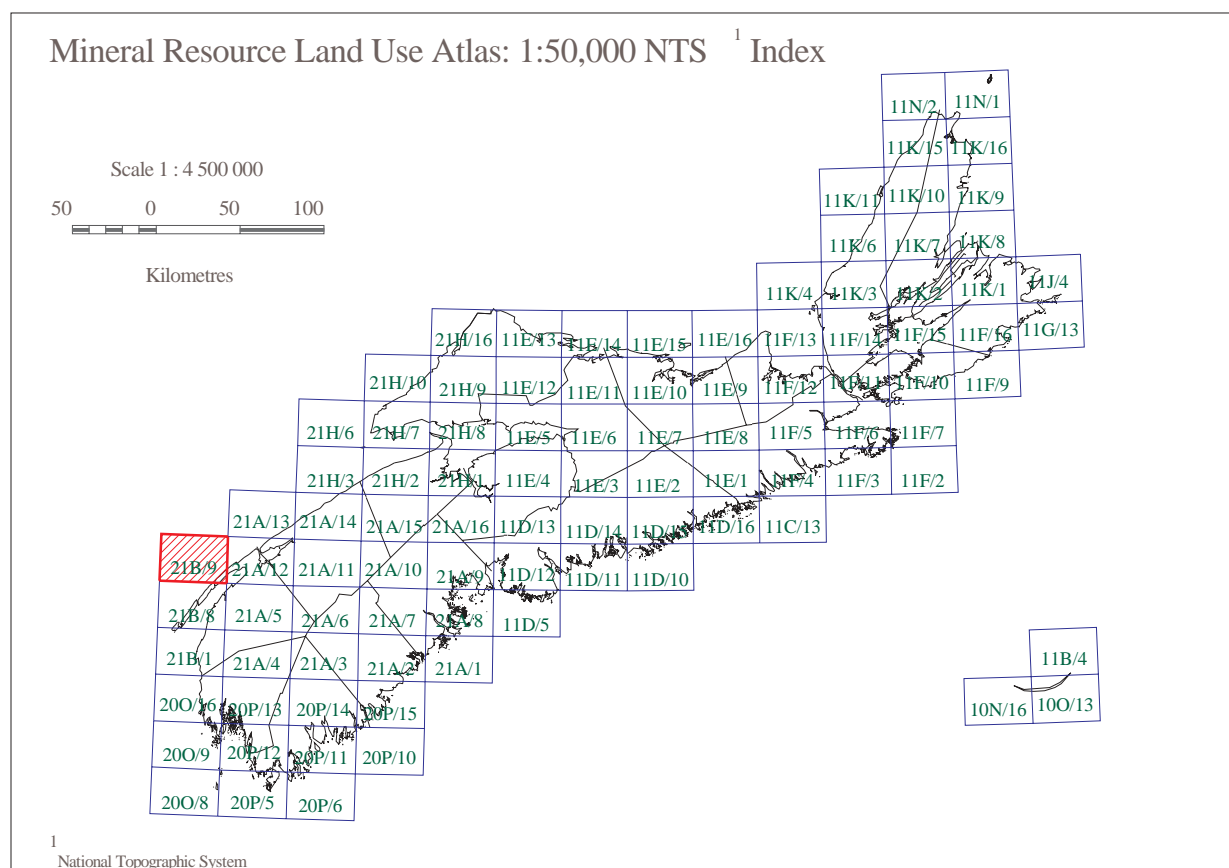 Mineral Resource Land Use Atlas: 1:50,000 NTS 1 Index
Scale 1 : 4 500 000
50 0 50 100
Kilometres
11N/2 11N/1
11K/15 11K/16
11K/11 11K/10 11K/9
11K/6 11K/7 11K/8
11K/4 11K/3 11K/2 11K/1 11J/4
21H/16 11E/13 11E/14 11E/15 11E/16 11F/13 11F/14 11F/15 11F/16 11G/13
21H/10 21H/9 11E/12 11E/11 11E/10 11E/9 11F/12 11F/11 11F/10 11F/9
21H/6 21H/7 21H/8 11E/5 11E/6 11E/7 11E/8 11F/5 11F/6 11F/7
21H/3 21H/2 21H/1 11E/4 11E/3 11E/2 11E/1 11F/4 11F/3 11F/2
21A/13 21A/14 21A/15 21A/16 11D/13 11D/14 11D/15 11D/16 11C/13
21B/9 21A/12 21A/11 21A/10 21A/9 11D/12 11D/11 11D/10
21B/8 21A/5 21A/6 21A/7 21A/8 11D/5
21B/1 21A/4 21A/3 21A/2 21A/1 11B/4
20O/16 20P/13 20P/14 20P/15 10N/16 10O/13
20O/9 20P/12 20P/11 20P/10
20O/8 20P/5 20P/6
1
National Topographic System